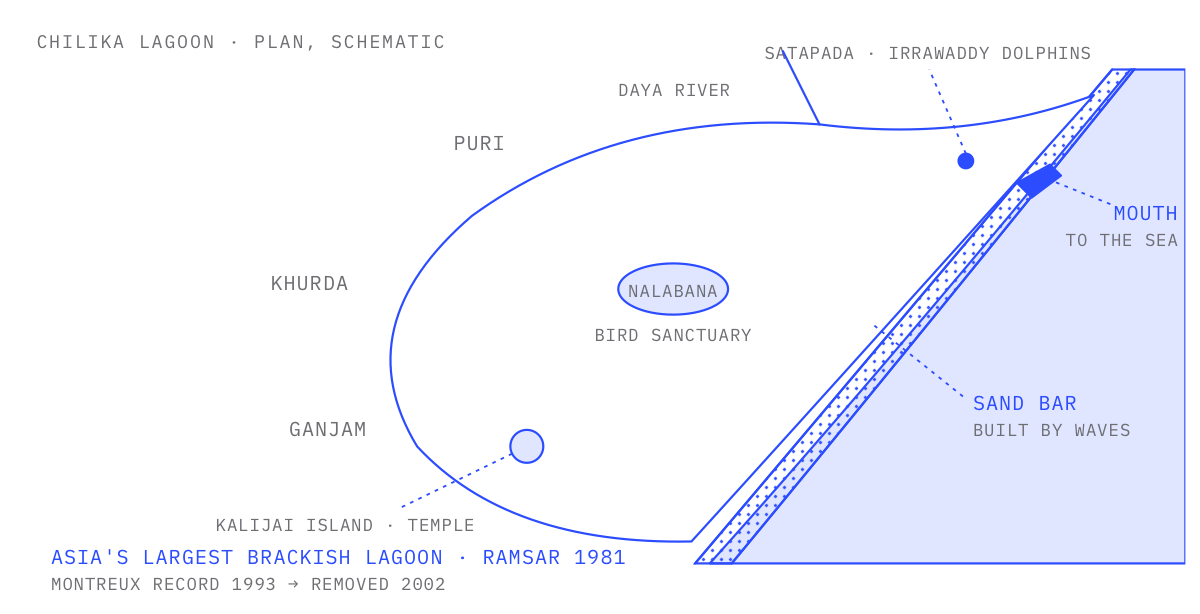 CHILIKA LAGOON · PLAN, SCHEMATIC
SATAPADA · IRRAWADDY DOLPHINS
DAYA RIVER
PURI
MOUTH
TO THE SEA
KHURDA
NALABANA
BIRD SANCTUARY
SAND BAR
BUILT BY WAVES
GANJAM
KALIJAI ISLAND · TEMPLE
ASIA'S LARGEST BRACKISH LAGOON · RAMSAR 1981
MONTREUX RECORD 1993 → REMOVED 2002